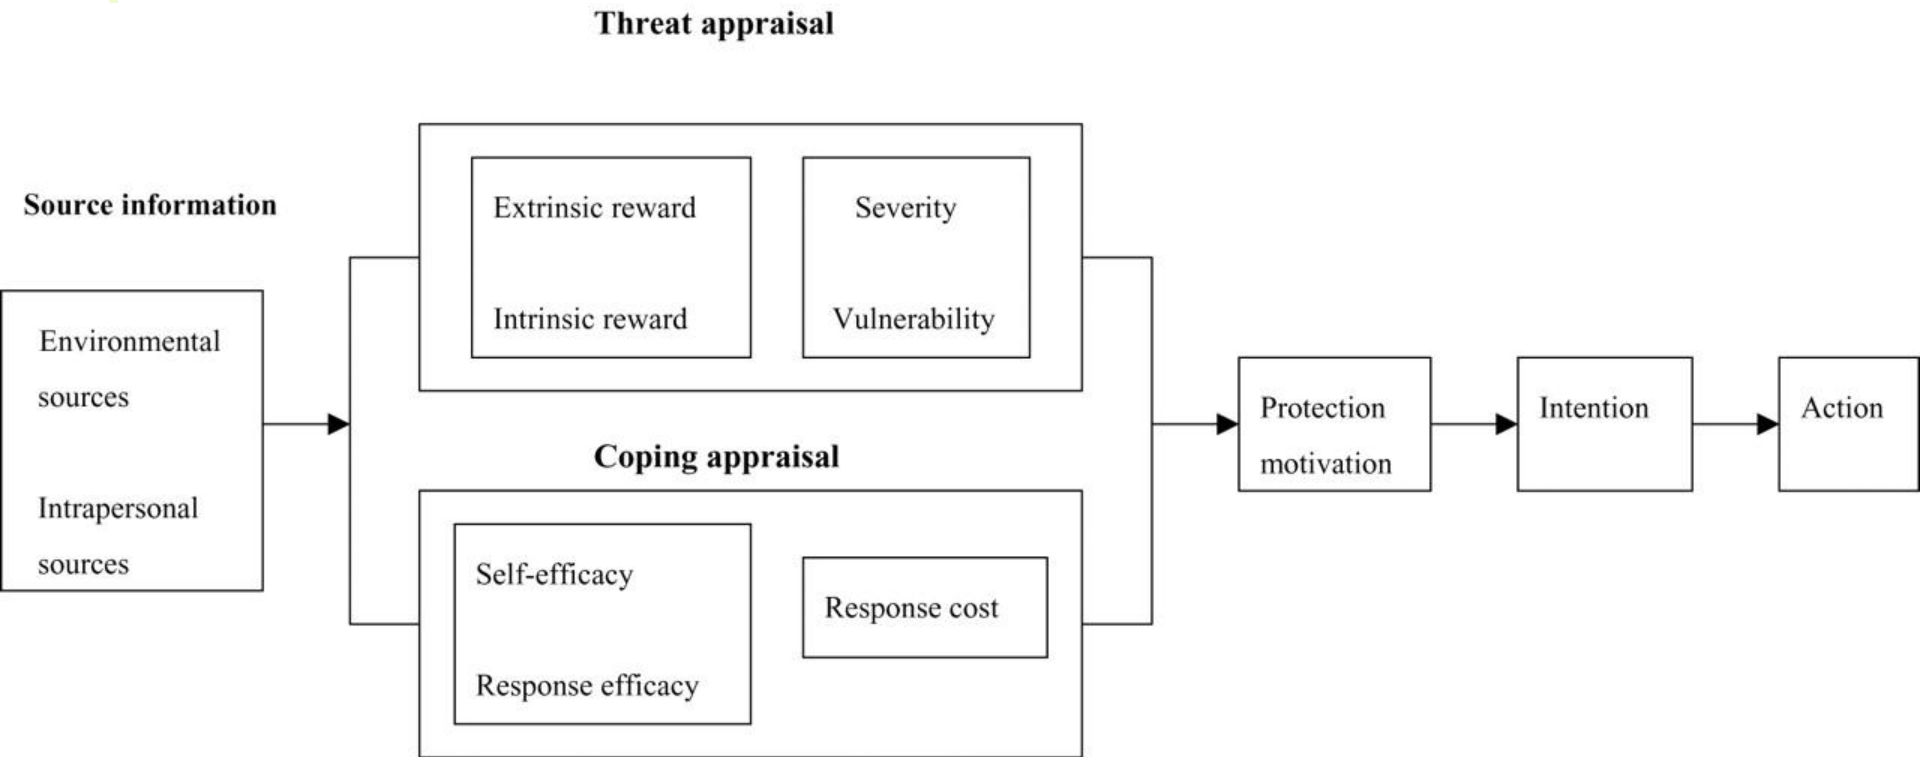 Threat appraisal
Source information
Environmental
sources
Intrapersonal
sources
Extrinsic reward
Intrinsic reward
Severity
Vulnerability
Coping appraisal
Self-efficacy
Response efficacy
Response cost
Protection
motivation
Intention
Action